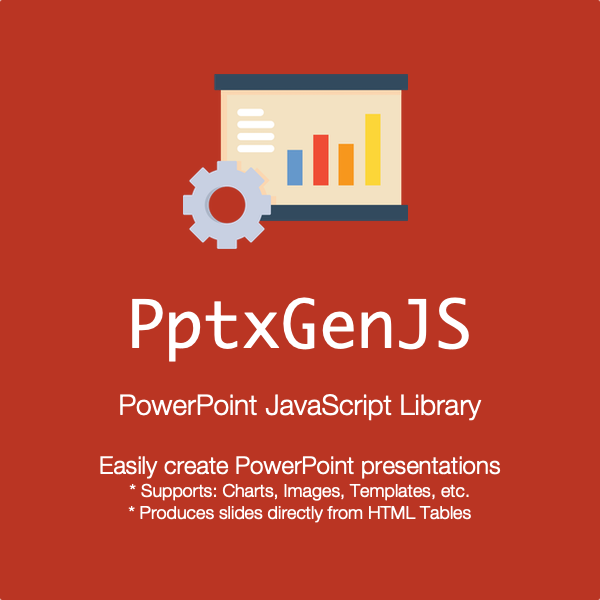 PptxGenJS
PowerPoint JavaScript Library
Easily create PowerPoint presentations
* Supports: Charts, Images, Templates, etc.
* Produces slides directly from HTML Tables